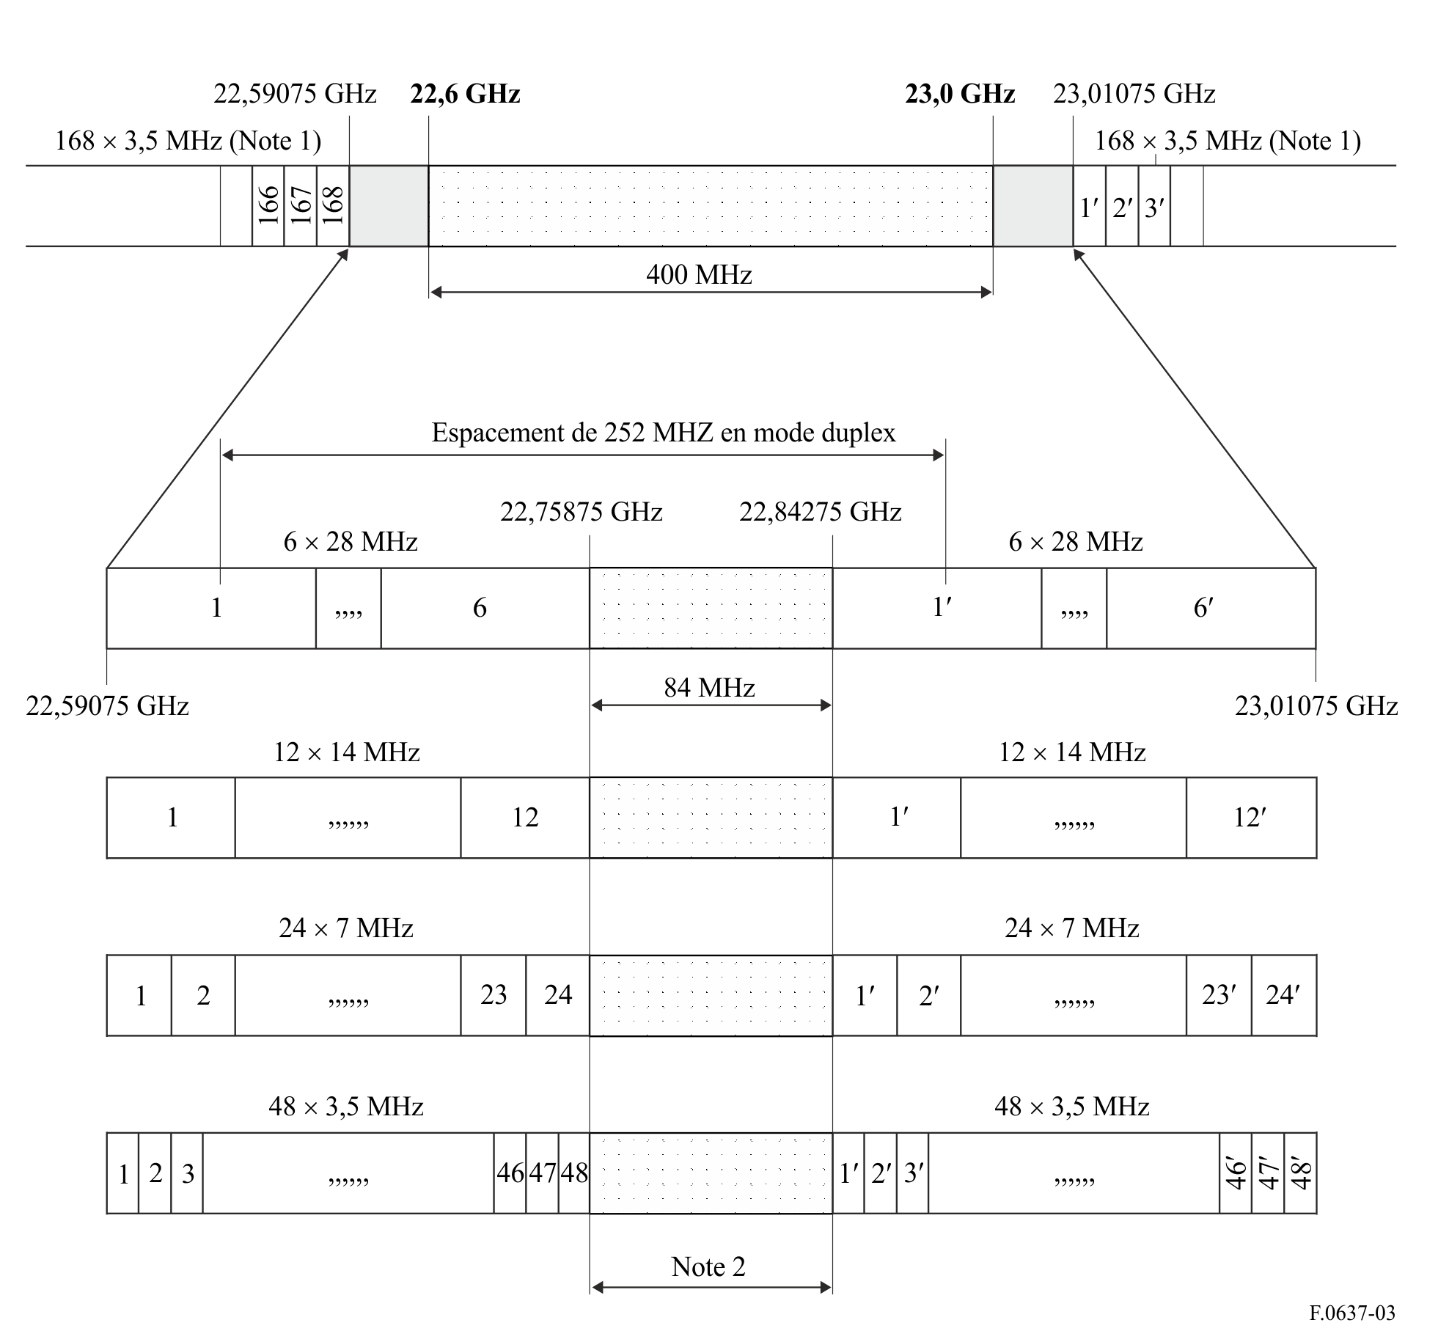 22,59075 GHz 22,6 GHz 23,0 GHz 23,01075 GHz
168 × 3,5 MHz (Note 1) 168 × 3,5 MHz (Note 1)
166 167 168 1′ 2′ 3′
400 MHz
Espacement de 252 MHZ en mode duplex
22,75875 GHz 22,84275 GHz
6 × 28 MHz 6 × 28 MHz
1 ,,,, 6 1′ ,,,, 6′
84 MHz
22,59075 GHz 23,01075 GHz
12 × 14 MHz 12 × 14 MHz
1 ,,,,,, 12 1′ ,,,,,, 12′
24 × 7 MHz 24 × 7 MHz
1 2 ,,,,,, 23 24 1′ 2′ ,,,,,, 23′ 24′
48 × 3,5 MHz 48 × 3,5 MHz
1 2 3 ,,,,,, 46 47 48 1′ 2′ 3′ ,,,,,, 46′ 47′ 48′
Note 2
F.0637-03